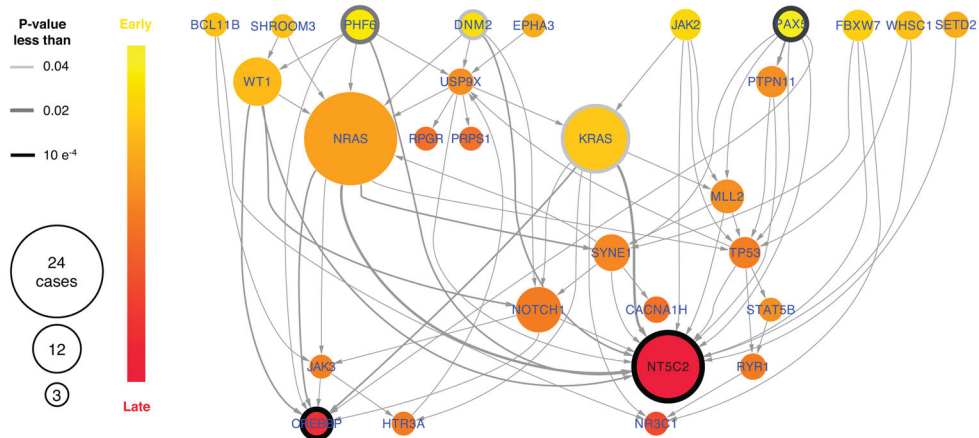 P-value
less than
0.04
0.02
10 e-4
24
cases
12
3
Early
Late
BCL11B
SHROOM3
PHF6
DNM2
EPHA3
JAK2
PAX5
FBXW7
WHSC1
SETD2
WT1
USP9X
PTPN11
NRAS
RPGR
PRPS1
KRAS
MLL2
SYNE1
TP53
NOTCH1
CACNA1H
STAT5B
JAK3
NT5C2
RYR1
CREBBP
HTR3A
NR3C1